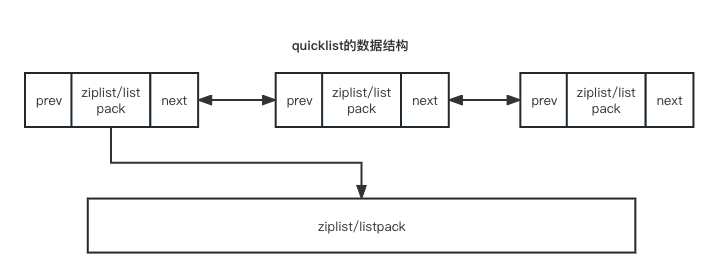 quicklist的数据结构
prev
ziplist/list
pack
next
prev
ziplist/list
pack
next
prev
ziplist/list
pack
next
ziplist/listpack